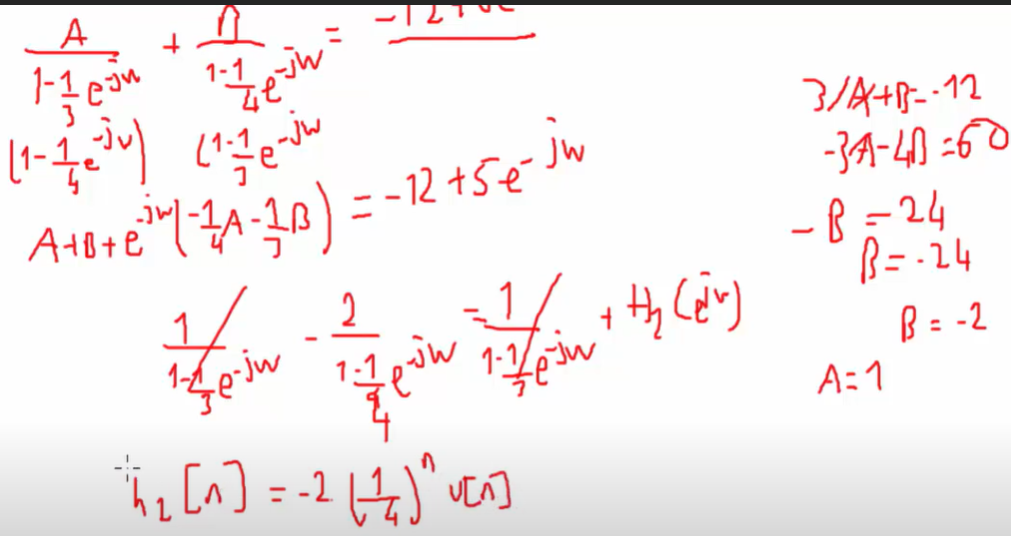 A/(1-1/3 e^-jw) + B/(1-1/4 e^-jw) = -12+5e
(1-1/4 e^-jw) (1-1/3 e^-jw
A+B+e^-jw(-1/4 A-1/3 B) = -12+5e^-jw
1/(1-1/3 e^-jw) - 2/(1-1/4 e^-jw) = 1/(1-1/3 e^-jw) + H2(e^jw)
h2[n] = -2(1/4)^n u[n]
3/A+B=-12
-3A-4B=60
-B=24
B=-24
B=-2
A=1